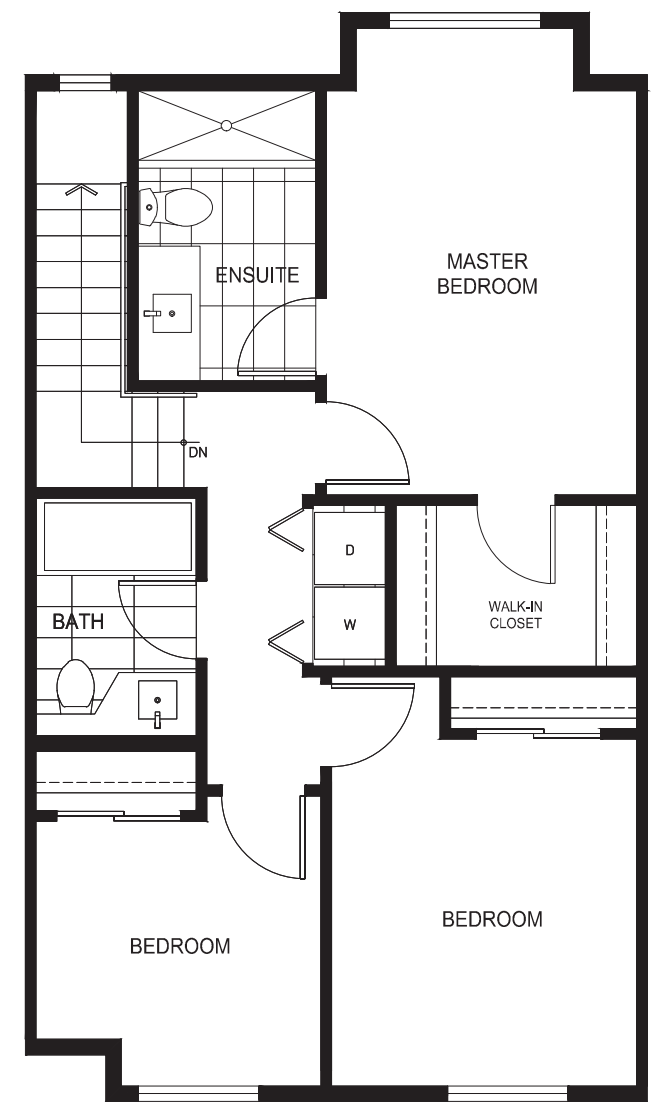 MASTER
BEDROOM
ENSUITE
DN
D
W
WALK-IN
CLOSET
BATH
BEDROOM
BEDROOM